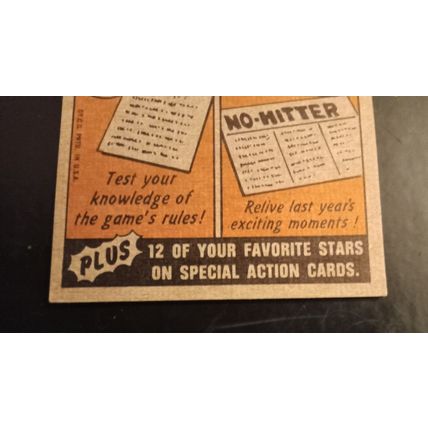 NO-HITTER
Test your
knowledge of
the game's rules!
Relive last year's
exciting moments!
PLUS
12 OF YOUR FAVORITE STARS
ON SPECIAL ACTION CARDS.